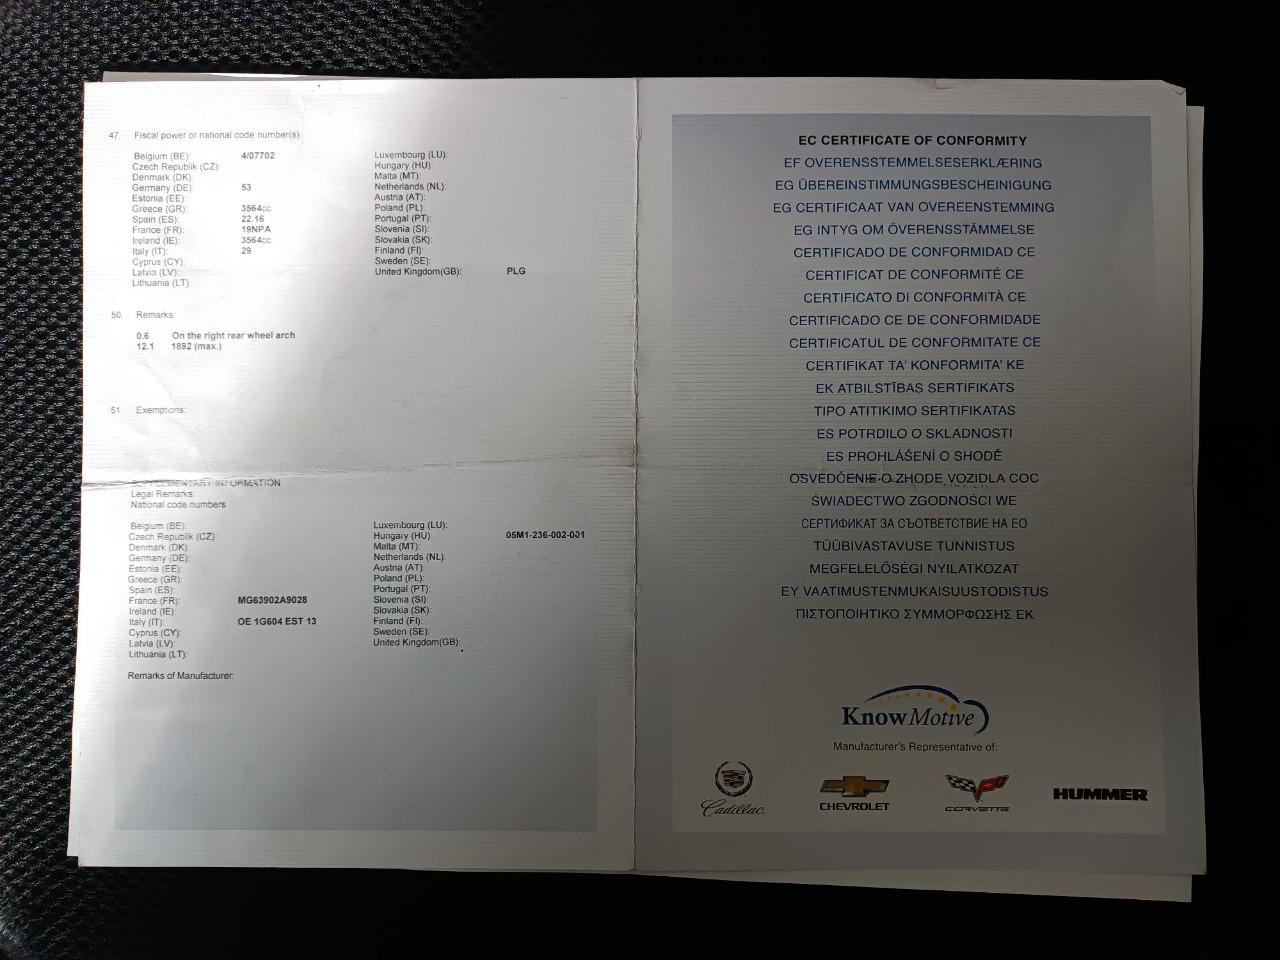 47. Fiscal power or national code number(s):
Belgium (BE): 4/07702
Czech Republik (CZ):
Denmark (DK):
Germany (DE): 53
Estonia (EE):
Greece (GR): 3564cc
Spain (ES): 22.16
France (FR): 19NPA
Ireland (IE): 3564cc
Italy (IT): 29
Cyprus (CY):
Latvia (LV):
Lithuania (LT):
Luxembourg (LU):
Hungary (HU):
Malta (MT):
Netherlands (NL):
Austria (AT):
Poland (PL):
Portugal (PT):
Slovenia (SI):
Slovakia (SK):
Finland (FI):
Sweden (SE):
United Kingdom(GB): PLG
50. Remarks:
0.6 On the right rear wheel arch
12.1 1892 (max.)
51. Exemptions:
SUPPLEMENTARY INFORMATION
Legal Remarks:
National code numbers
Belgium (BE):
Czech Republik (CZ):
Denmark (DK):
Germany (DE):
Estonia (EE):
Greece (GR):
Spain (ES):
France (FR): MG63902A9028
Ireland (IE):
Italy (IT): OE 1G604 EST 13
Cyprus (CY):
Latvia (LV):
Lithuania (LT):
Luxembourg (LU):
Hungary (HU): 05M1-236-002-001
Malta (MT):
Netherlands (NL):
Austria (AT):
Poland (PL):
Portugal (PT):
Slovenia (SI):
Slovakia (SK):
Finland (FI):
Sweden (SE):
United Kingdom(GB):
Remarks of Manufacturer:
EC CERTIFICATE OF CONFORMITY
EF OVERENSSTEMMELSESERKLÆRING
EG ÜBEREINSTIMMUNGSBESCHEINIGUNG
EG CERTIFICAAT VAN OVEREENSTEMMING
EG INTYG OM ÖVERENSSTÄMMELSE
CERTIFICADO DE CONFORMIDAD CE
CERTIFICAT DE CONFORMITÉ CE
CERTIFICATO DI CONFORMITÀ CE
CERTIFICADO CE DE CONFORMIDADE
CERTIFICATUL DE CONFORMITATE CE
CERTIFIKAT TA' KONFORMITA' KE
EK ATBILSTĪBAS SERTIFIKATS
TIPO ATITIKIMO SERTIFIKATAS
ES POTRDILO O SKLADNOSTI
ES PROHLÁŠENÍ O SHODĚ
OSVEDČENIE O ZHODE VOZIDLA COC
ŚWIADECTWO ZGODNOŚCI WE
СЕРТИФИКАТ ЗА СЪОТВЕТСТВИЕ НА ЕО
TÜÜBIVASTAVUSE TUNNISTUS
MEGFELELŐSÉGI NYILATKOZAT
EY VAATIMUSTENMUKAISUUSTODISTUS
ΠΙΣΤΟΠΟΙΗΤΙΚΟ ΣΥΜΜΟΡΦΩΣΗΣ ΕΚ
KnowMotive
Manufacturer's Representative of:
Cadillac
CHEVROLET
CORVETTE
HUMMER